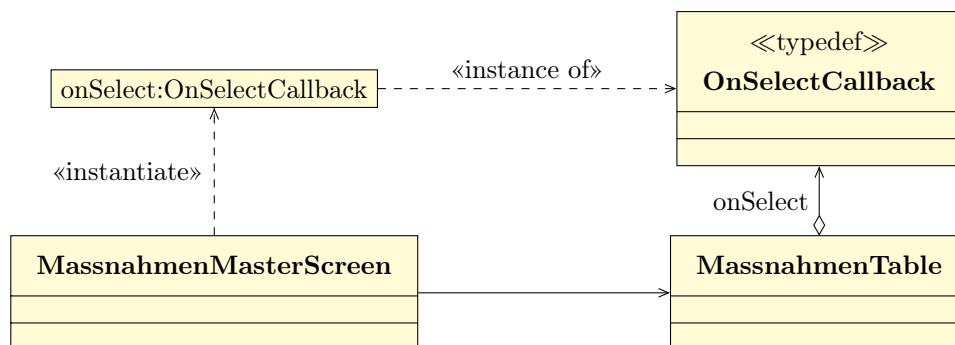 ≪typedef≫
OnSelectCallback
«instance of»
onSelect:OnSelectCallback
«instantiate»
onSelect
MassnahmenMasterScreen
MassnahmenTable